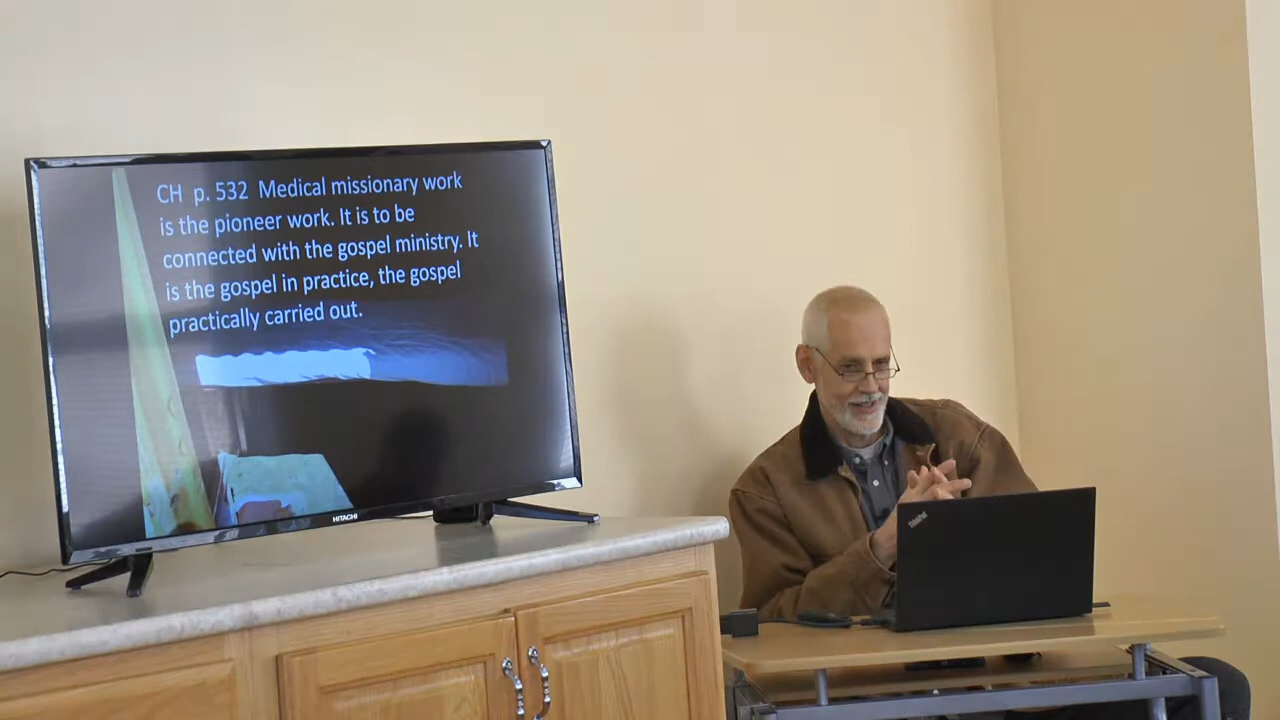 CH p. 532 Medical missionary work
is the pioneer work. It is to be
connected with the gospel ministry. It
is the gospel in practice, the gospel
practically carried out.
HITACHI
ThinkPad